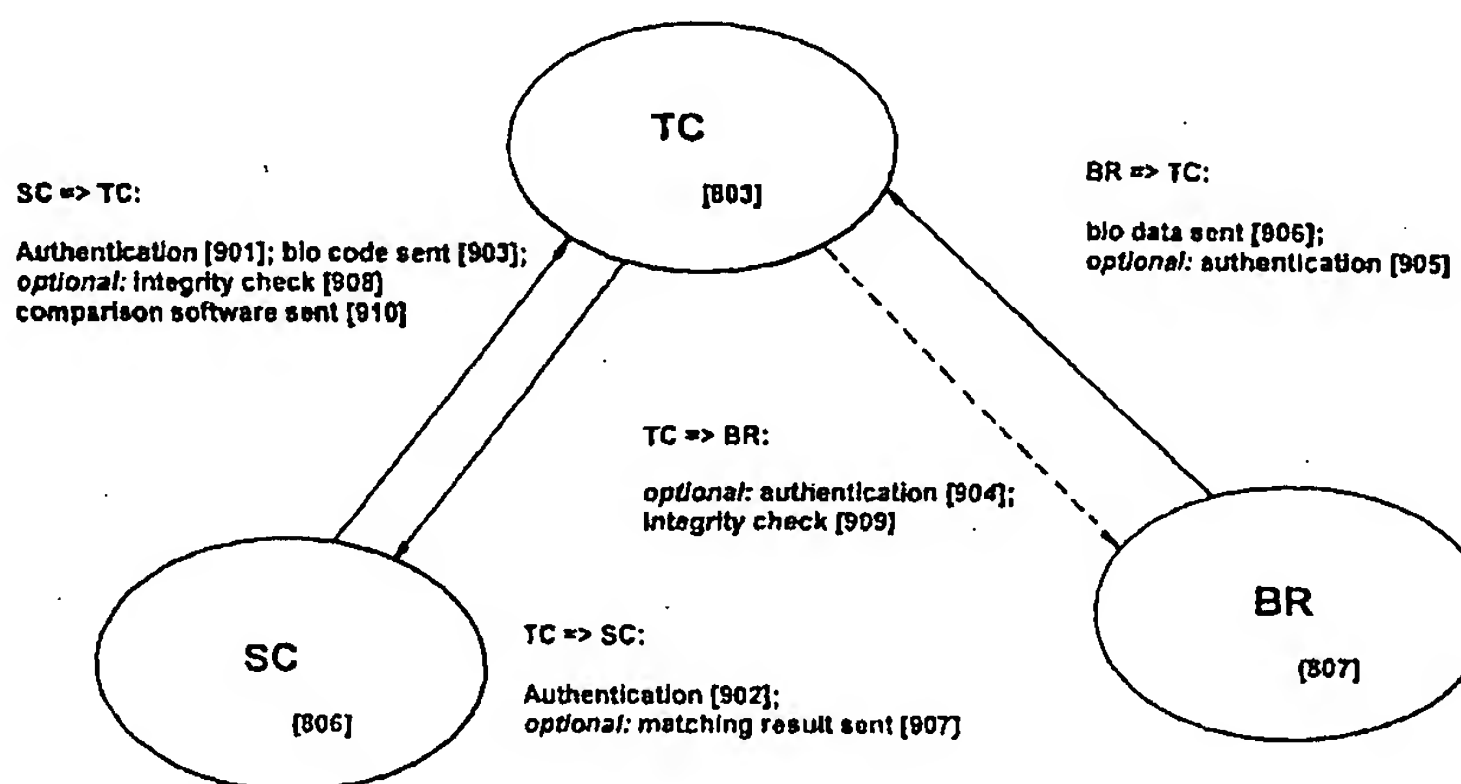 TC
[803]
SC => TC:
Authentication [901]; bio code sent [903];
optional: integrity check [908]
comparison software sent [910]
BR => TC:
bio data sent [906];
optional: authentication [905]
TC => BR:
optional: authentication [904];
integrity check [909]
SC
[806]
TC => SC:
Authentication [902];
optional: matching result sent [907]
BR
[807]